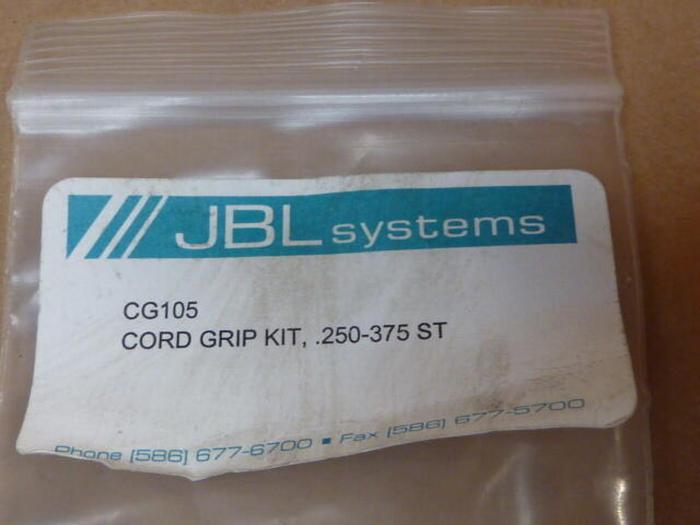 JBL systems
CG105
CORD GRIP KIT, .250-375 ST
Phone (586) 677-6700 ▪ Fax (586) 677-5700